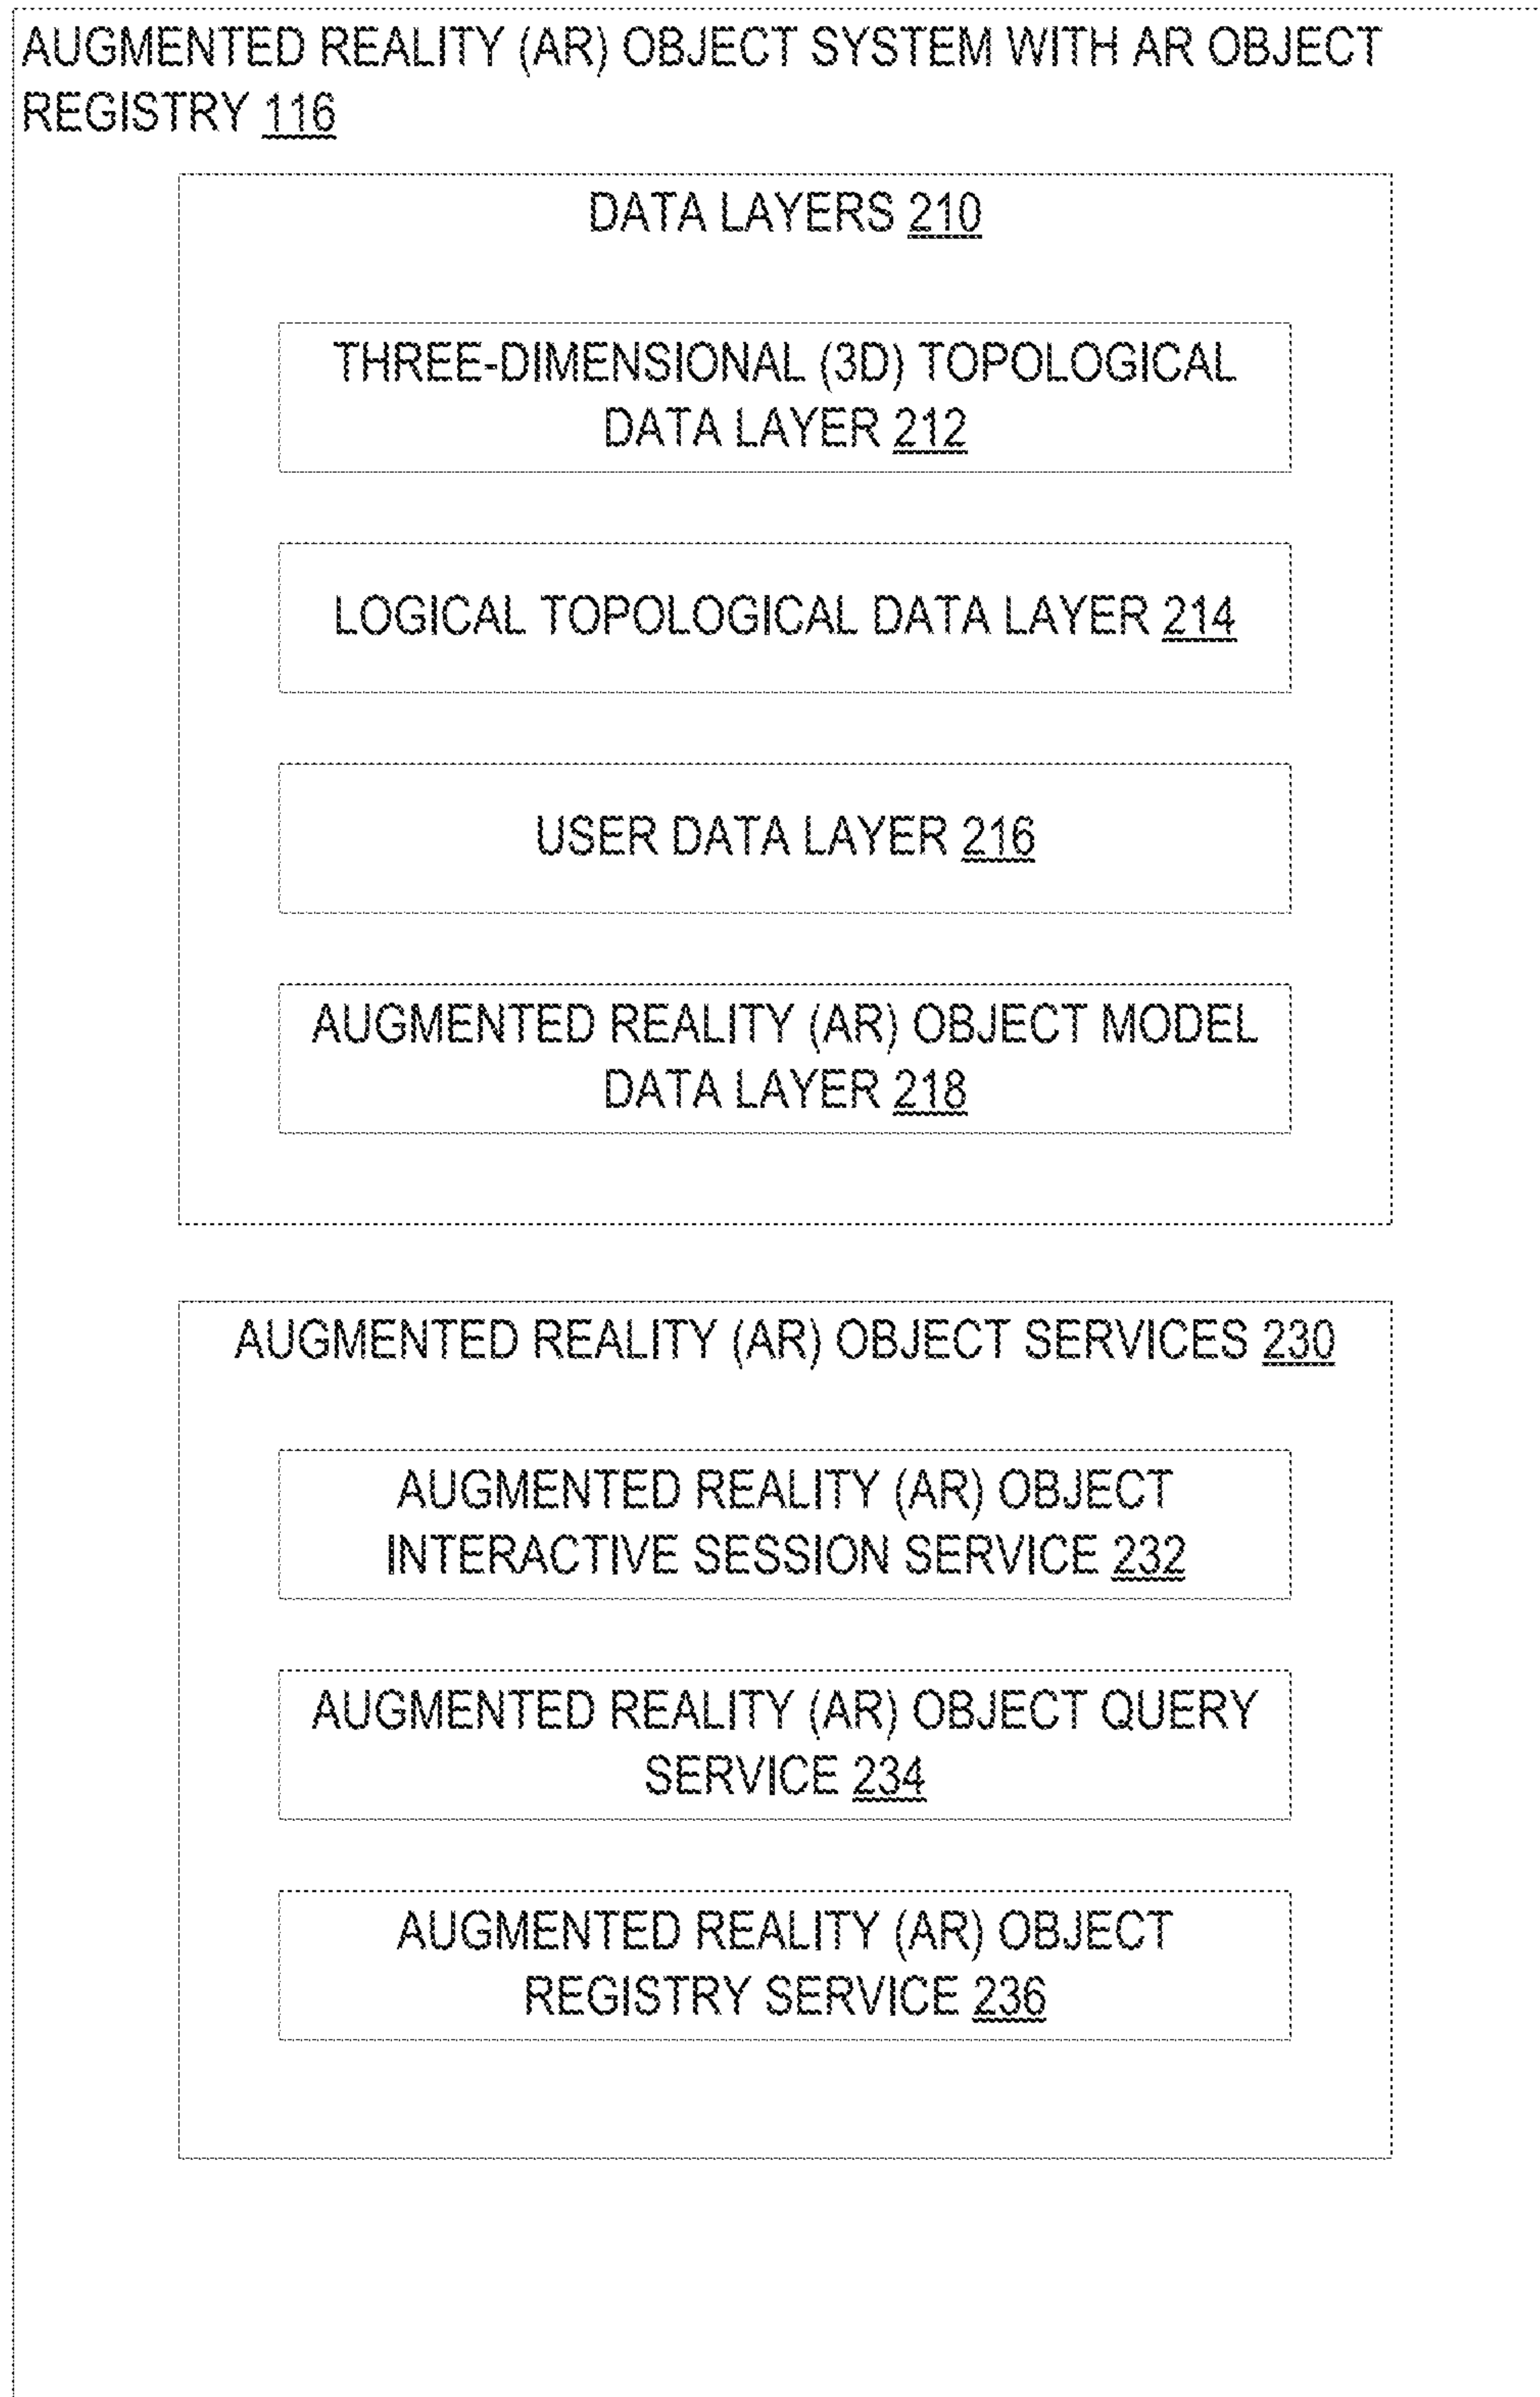 AUGMENTED REALITY (AR) OBJECT SYSTEM WITH AR OBJECT
REGISTRY 116
DATA LAYERS 210
THREE-DIMENSIONAL (3D) TOPOLOGICAL
DATA LAYER 212
LOGICAL TOPOLOGICAL DATA LAYER 214
USER DATA LAYER 216
AUGMENTED REALITY (AR) OBJECT MODEL
DATA LAYER 218
AUGMENTED REALITY (AR) OBJECT SERVICES 230
AUGMENTED REALITY (AR) OBJECT
INTERACTIVE SESSION SERVICE 232
AUGMENTED REALITY (AR) OBJECT QUERY
SERVICE 234
AUGMENTED REALITY (AR) OBJECT
REGISTRY SERVICE 236